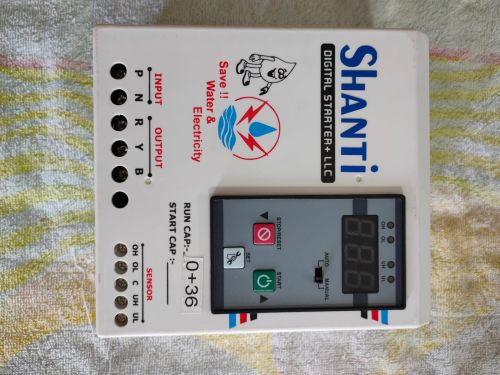 SHANTi
DIGITAL STARTER+ LLC
Save !!
Water &
Electricity
INPUT OUTPUT
P N R Y B
RUN CAP:- 0+36
START CAP :-
SENSOR
OH OL C UH UL
OH OL
UH UL
AUTO MANUAL
SET
STOP/RESET START